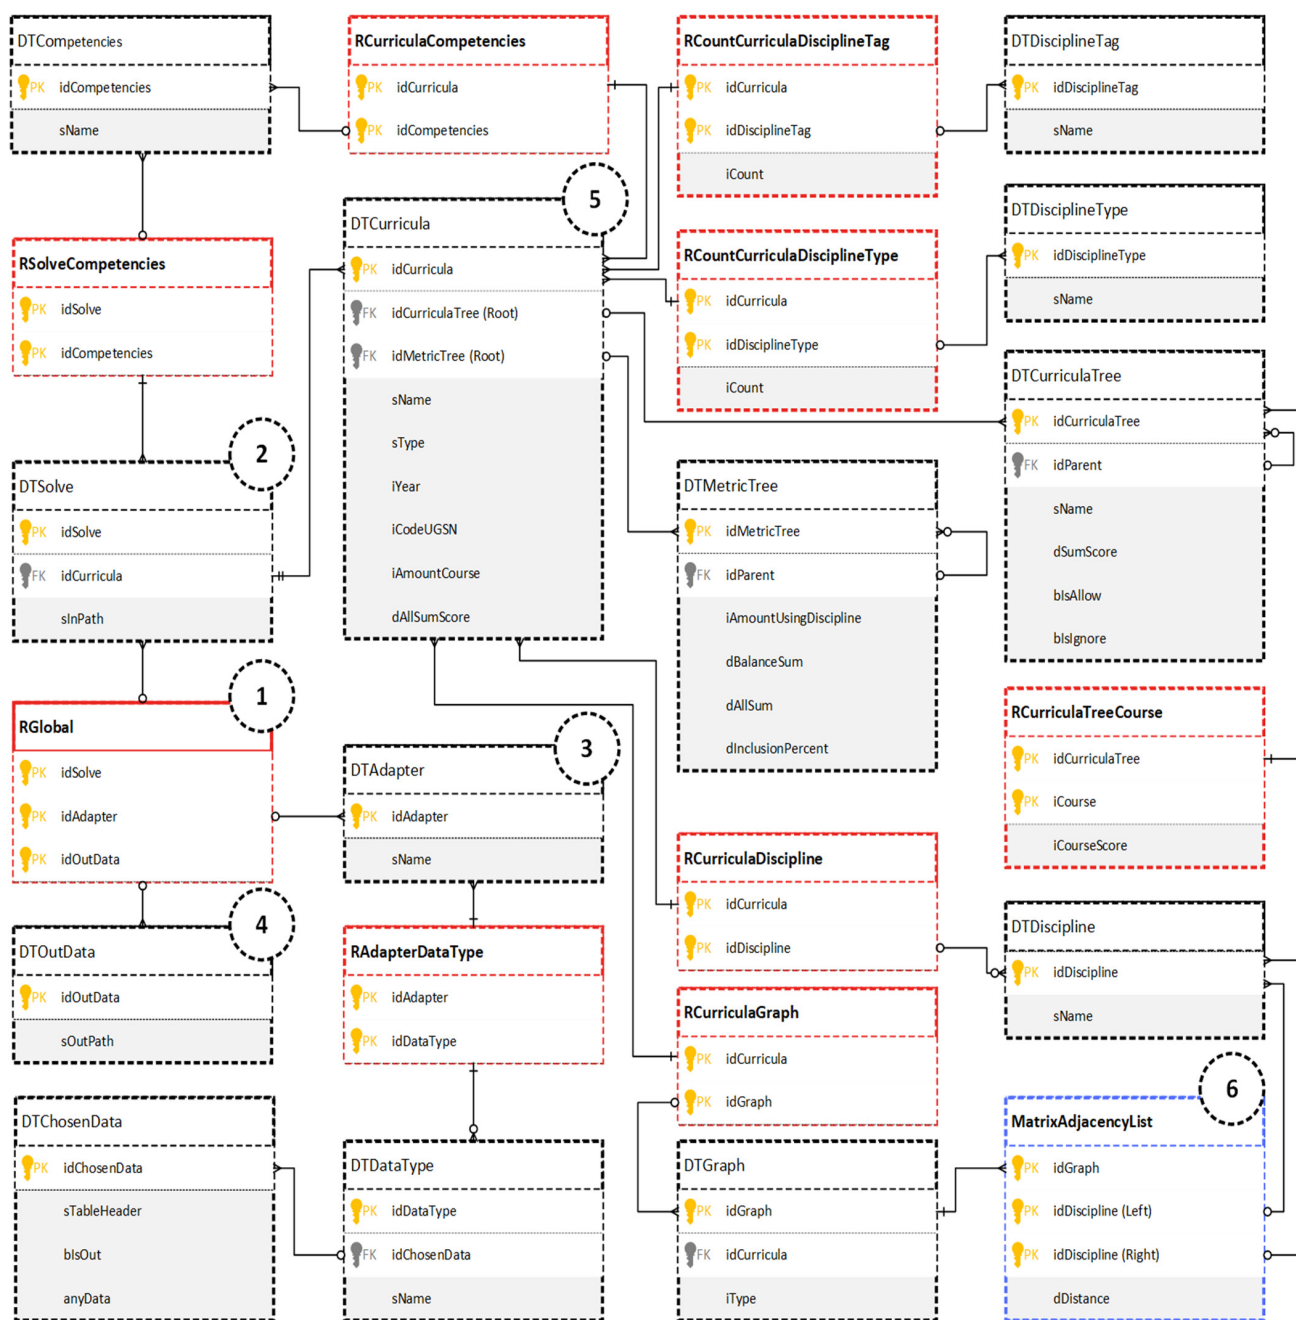 DTCompetencies
PK idCompetencies
sName
RCurriculaCompetencies
PK idCurricula
PK idCompetencies
RCountCurriculaDisciplineTag
PK idCurricula
PK idDisciplineTag
iCount
DTDisciplineTag
PK idDisciplineTag
sName
RSolveCompetencies
PK idSolve
PK idCompetencies
5
DTCurricula
PK idCurricula
FK idCurriculaTree (Root)
FK idMetricTree (Root)
sName
sType
iYear
iCodeUGSN
iAmountCourse
dAllSumScore
RCountCurriculaDisciplineType
PK idCurricula
PK idDisciplineType
iCount
DTDisciplineType
PK idDisciplineType
sName
DTCurriculaTree
PK idCurriculaTree
FK idParent
sName
dSumScore
bIsAllow
bIsIgnore
2
DTSolve
PK idSolve
FK idCurricula
sInPath
DTMetricTree
PK idMetricTree
FK idParent
iAmountUsingDiscipline
dBalanceSum
dAllSum
dInclusionPercent
1
RGlobal
PK idSolve
PK idAdapter
PK idOutData
3
DTAdapter
PK idAdapter
sName
RCurriculaTreeCourse
PK idCurriculaTree
PK iCourse
iCourseScore
4
DTOutData
PK idOutData
sOutPath
RAdapterDataType
PK idAdapter
PK idDataType
RCurriculaDiscipline
PK idCurricula
PK idDiscipline
DTDiscipline
PK idDiscipline
sName
RCurriculaGraph
PK idCurricula
PK idGraph
6
DTChosenData
PK idChosenData
sTableHeader
bIsOut
anyData
DTDataType
PK idDataType
FK idChosenData
sName
DTGraph
PK idGraph
FK idCurricula
iType
MatrixAdjacencyList
PK idGraph
PK idDiscipline (Left)
PK idDiscipline (Right)
dDistance